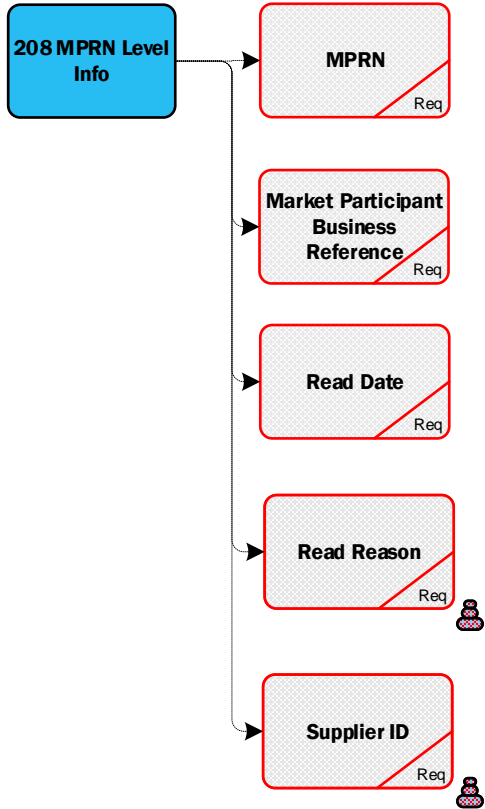 208 MPRN Level
Info
MPRN
Req
Market Participant
Business
Reference
Req
Read Date
Req
Read Reason
Req
Supplier ID
Req